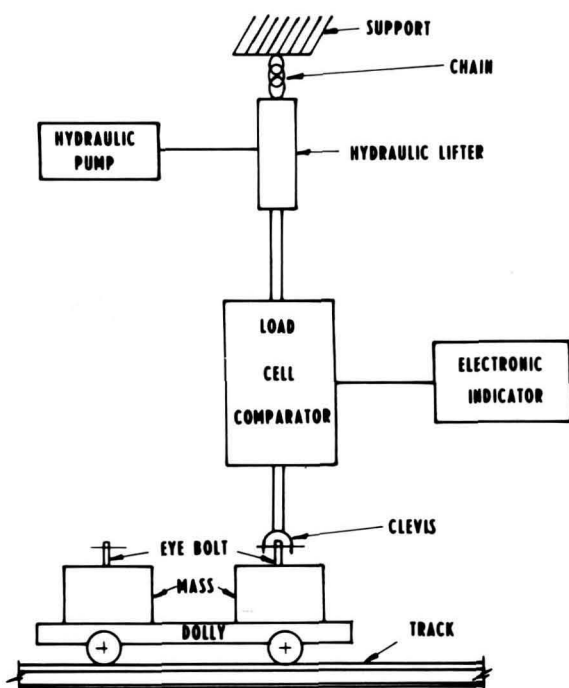 SUPPORT
CHAIN
HYDRAULIC
PUMP
HYDRAULIC LIFTER
LOAD
CELL
COMPARATOR
ELECTRONIC
INDICATOR
CLEVIS
EYE BOLT
MASS
DOLLY
TRACK